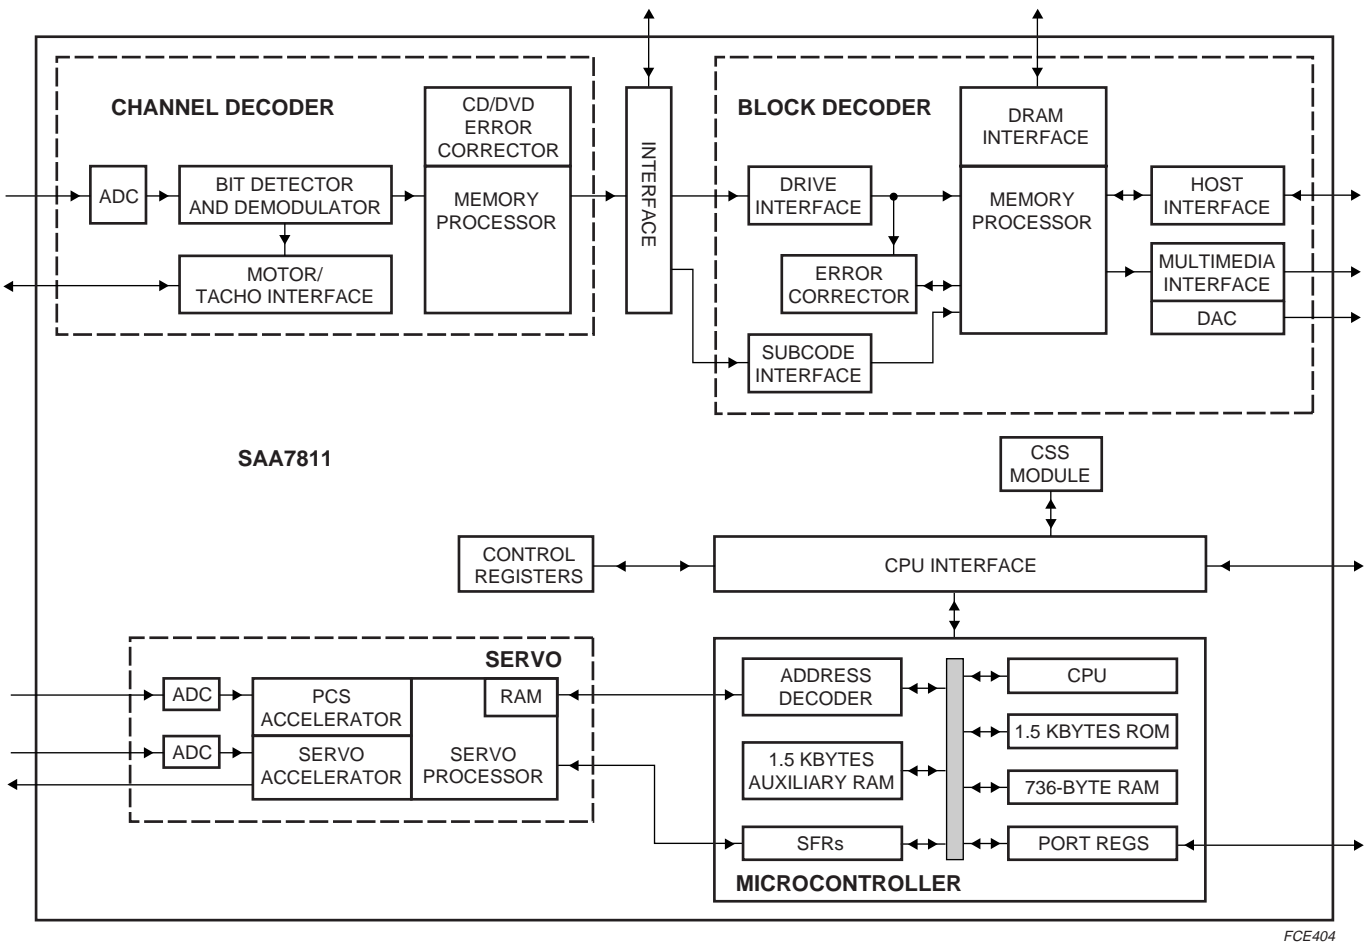 CHANNEL DECODER
CD/DVD
ERROR
CORRECTOR
ADC
BIT DETECTOR
AND DEMODULATOR
MEMORY
PROCESSOR
MOTOR/
TACHO INTERFACE
INTERFACE
BLOCK DECODER
DRAM
INTERFACE
DRIVE
INTERFACE
MEMORY
PROCESSOR
HOST
INTERFACE
ERROR
CORRECTOR
MULTIMEDIA
INTERFACE
DAC
SUBCODE
INTERFACE
SAA7811
CSS
MODULE
CONTROL
REGISTERS
CPU INTERFACE
SERVO
ADC
PCS
ACCELERATOR
RAM
ADC
SERVO
ACCELERATOR
SERVO
PROCESSOR
ADDRESS
DECODER
CPU
1.5 KBYTES ROM
1.5 KBYTES
AUXILIARY RAM
736-BYTE RAM
SFRs
PORT REGS
MICROCONTROLLER
FCE404